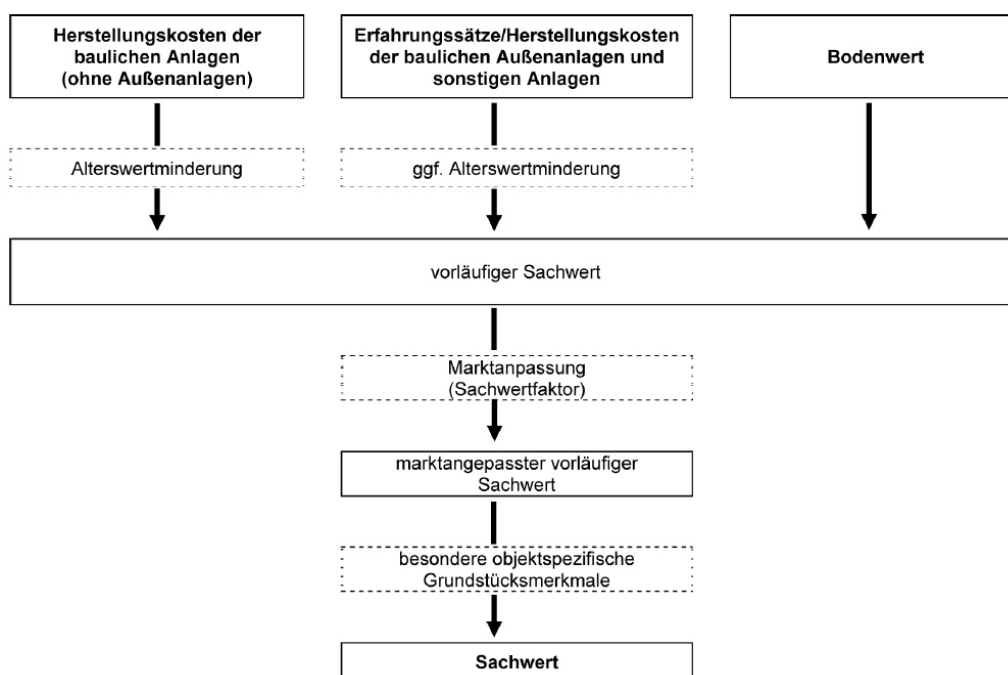 Herstellungskosten der
baulichen Anlagen
(ohne Außenanlagen)
Erfahrungssätze/Herstellungskosten
der baulichen Außenanlagen und
sonstigen Anlagen
Bodenwert
Alterswertminderung
ggf. Alterswertminderung
vorläufiger Sachwert
Marktanpassung
(Sachwertfaktor)
marktangepasster vorläufiger
Sachwert
besondere objektspezifische
Grundstücksmerkmale
Sachwert